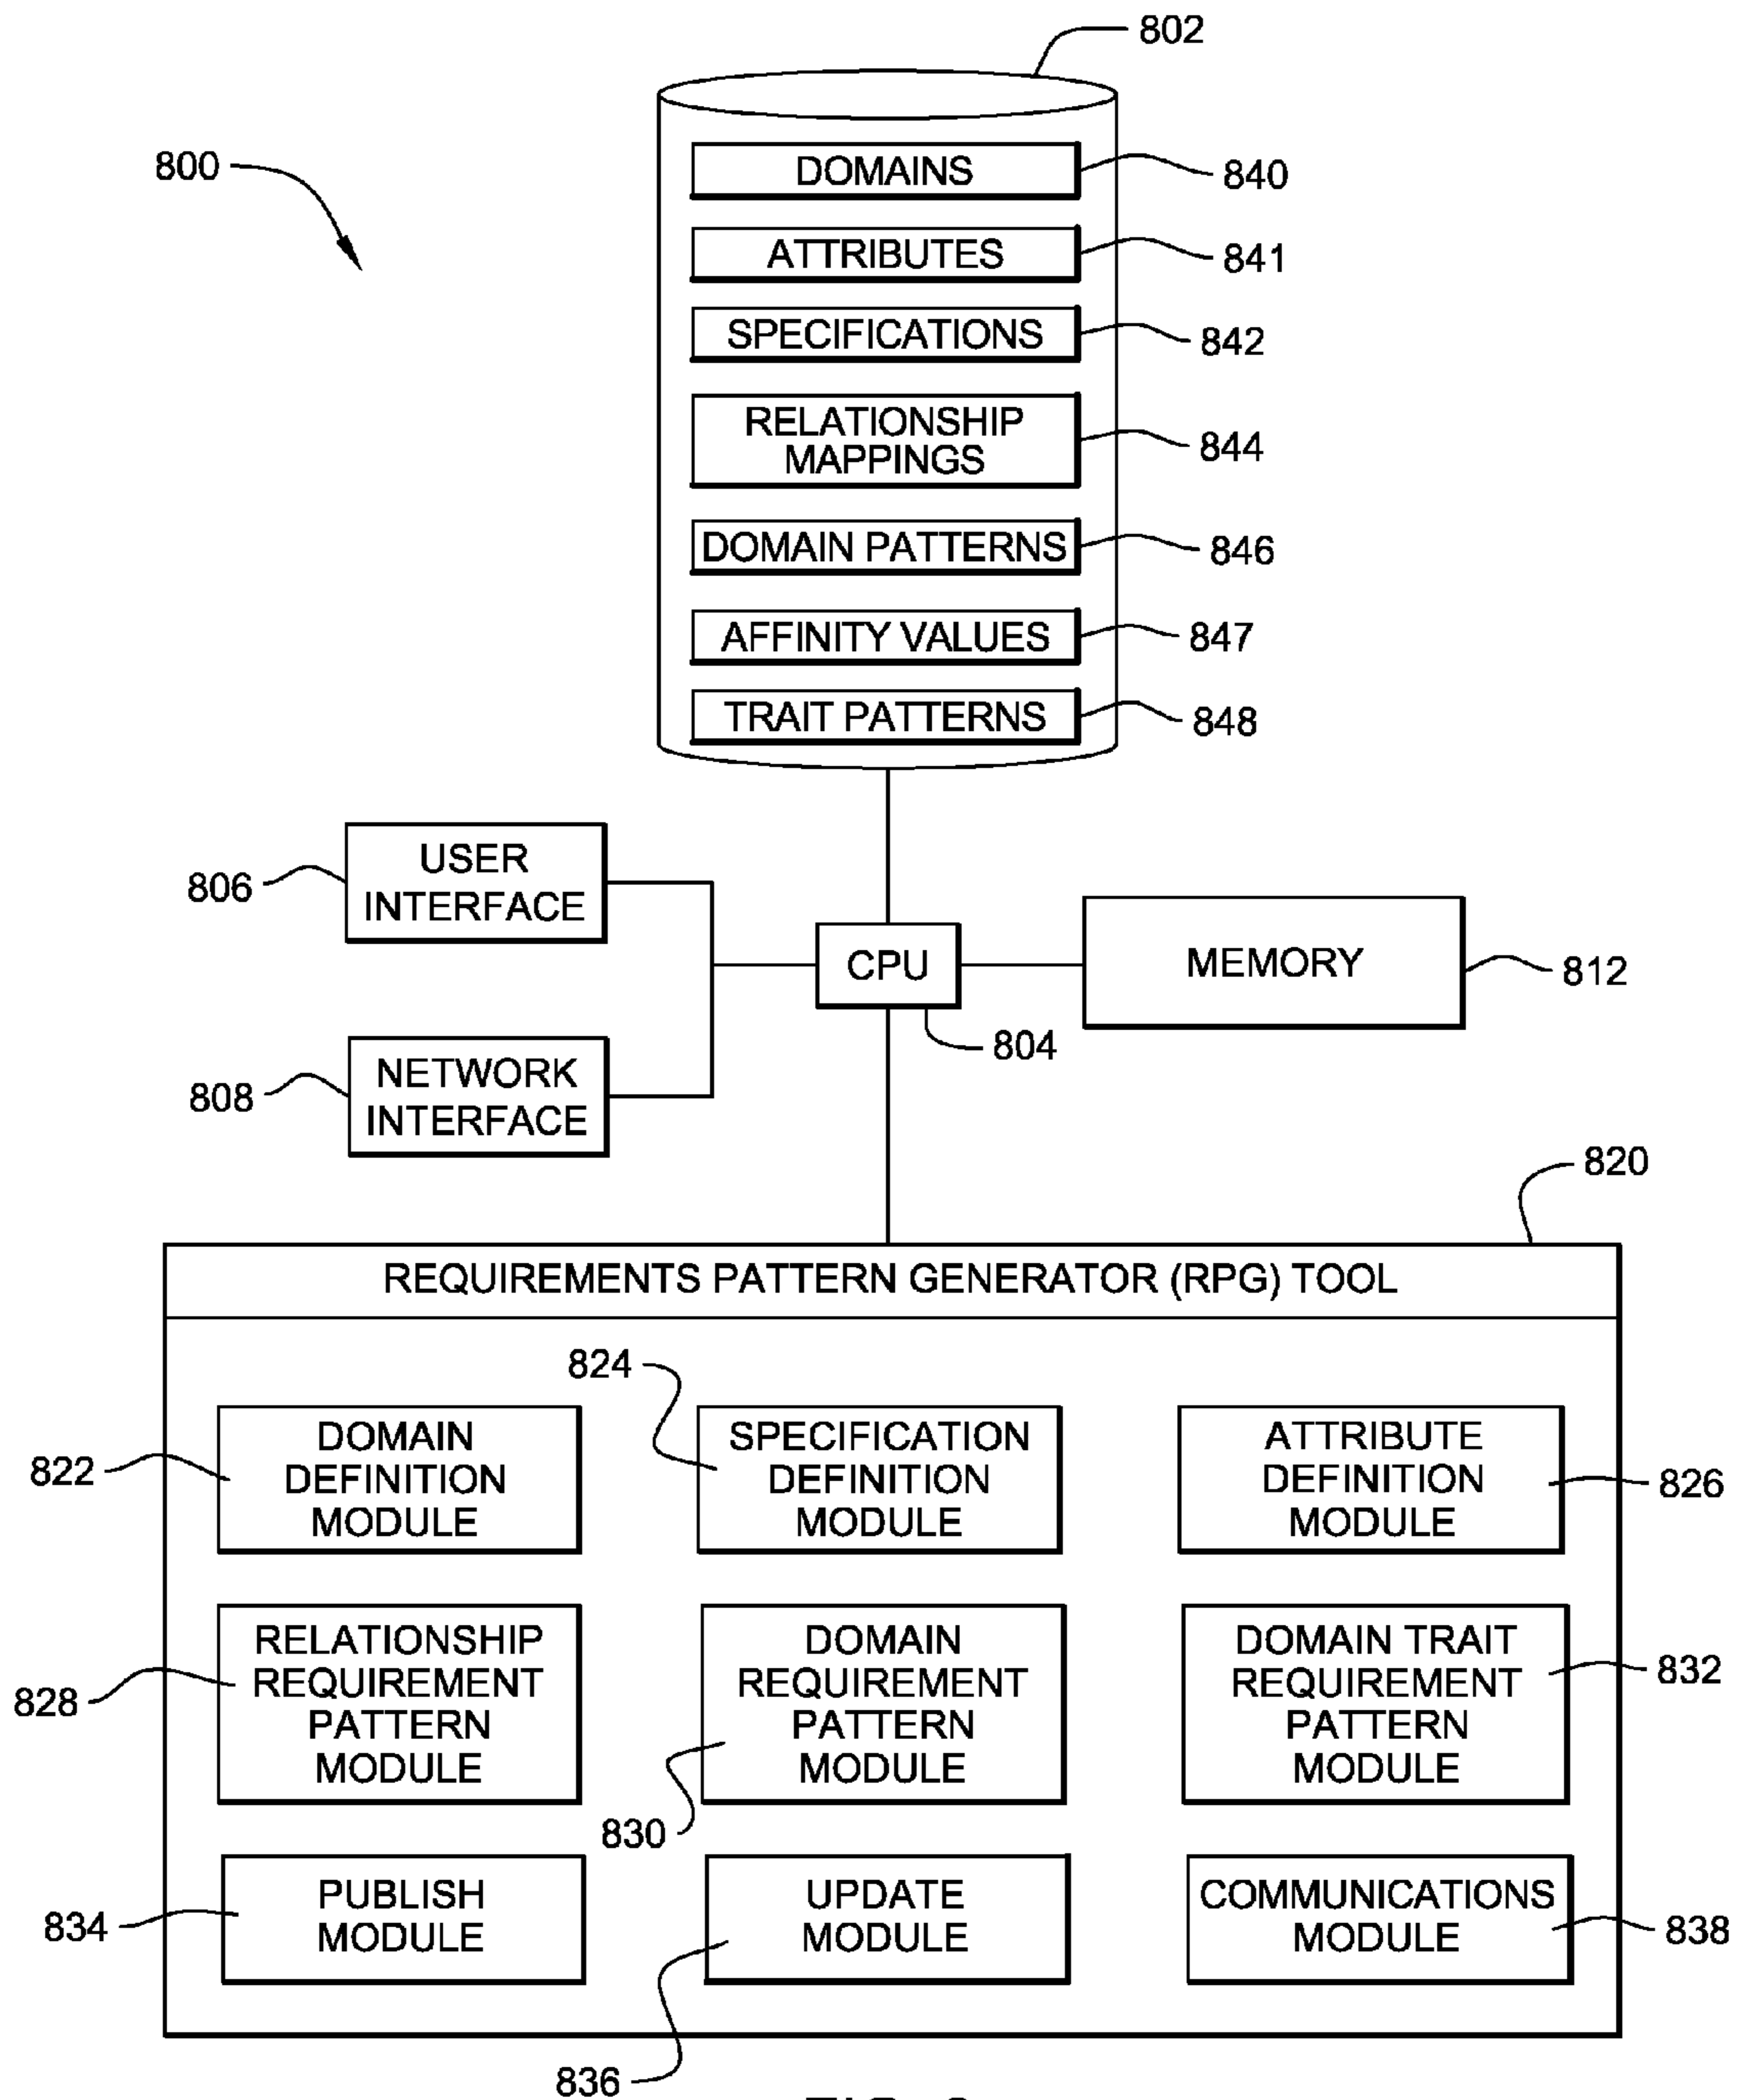 802
800
DOMAINS
840
ATTRIBUTES
841
SPECIFICATIONS
842
RELATIONSHIP
MAPPINGS
844
DOMAIN PATTERNS
846
AFFINITY VALUES
847
TRAIT PATTERNS
848
USER
INTERFACE
806
CPU
804
MEMORY
812
NETWORK
INTERFACE
808
820
REQUIREMENTS PATTERN GENERATOR (RPG) TOOL
822
DOMAIN
DEFINITION
MODULE
824
SPECIFICATION
DEFINITION
MODULE
ATTRIBUTE
DEFINITION
MODULE
826
828
RELATIONSHIP
REQUIREMENT
PATTERN
MODULE
DOMAIN
REQUIREMENT
PATTERN
MODULE
830
DOMAIN TRAIT
REQUIREMENT
PATTERN
MODULE
832
834
PUBLISH
MODULE
UPDATE
MODULE
836
COMMUNICATIONS
MODULE
838